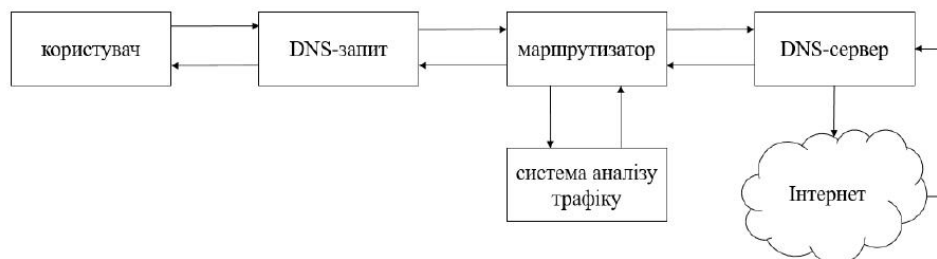 користувач
DNS-запит
маршрутизатор
DNS-сервер
система аналізу
трафіку
Інтернет